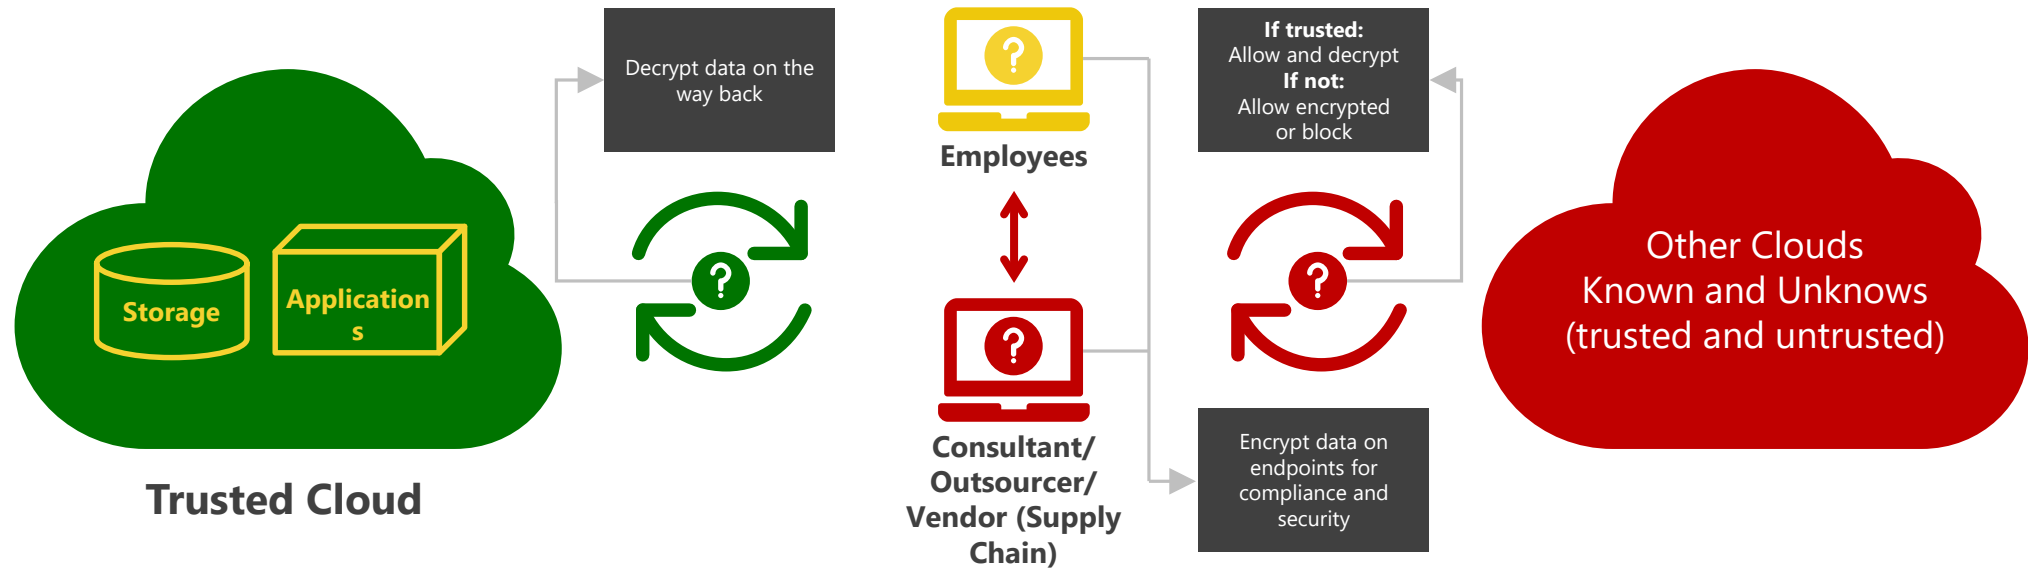 Decrypt data on the
way back
If trusted:
Allow and decrypt
If not:
Allow encrypted
or block
?
Employees
Storage
Application
s
?
?
?
Other Clouds
Known and Unknows
(trusted and untrusted)
Trusted Cloud
Consultant/
Outsourcer/
Vendor (Supply
Chain)
Encrypt data on
endpoints for
compliance and
security